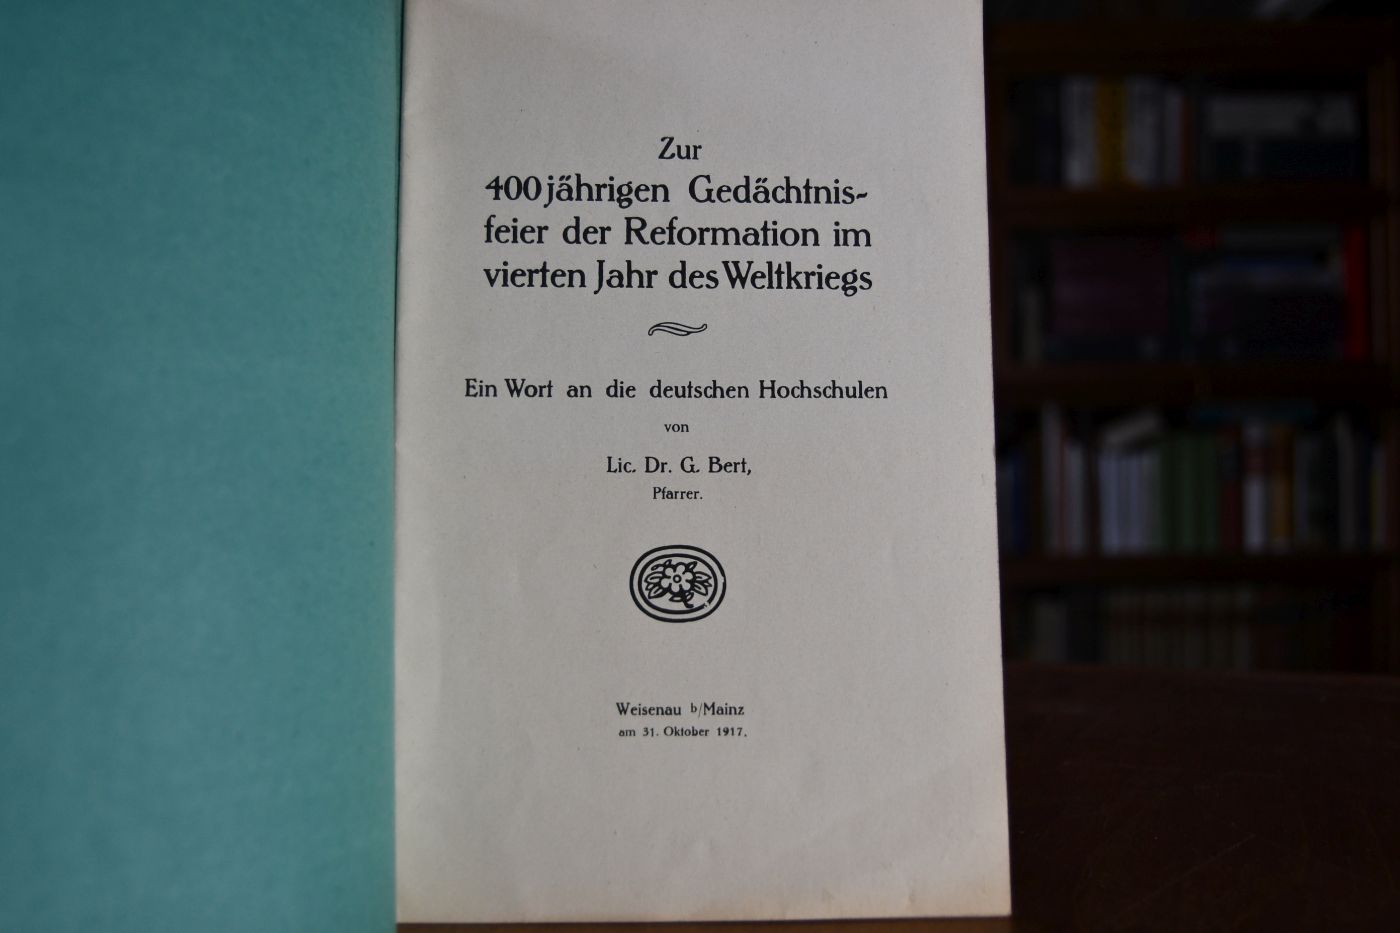 Zur
400jährigen Gedächtnis-
feier der Reformation im
vierten Jahr des Weltkriegs
Ein Wort an die deutschen Hochschulen
von
Lic. Dr. G. Bert,
Pfarrer.
Weisenau b/Mainz
am 31. Oktober 1917.